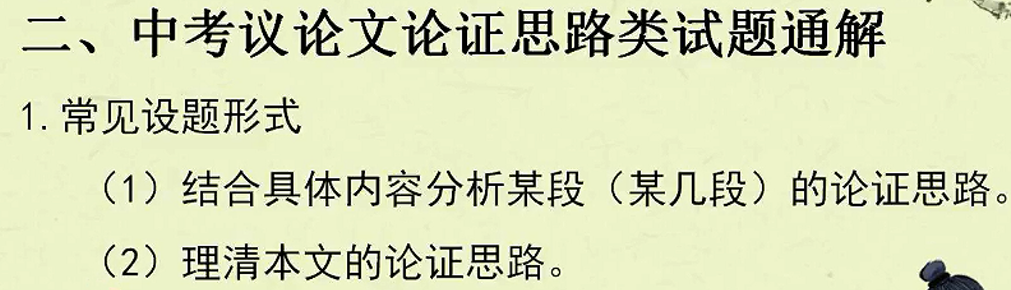 二、中考议论文论证思路类试题通解
1.常见设题形式
（1）结合具体内容分析某段（某几段）的论证思路。
（2）理清本文的论证思路。